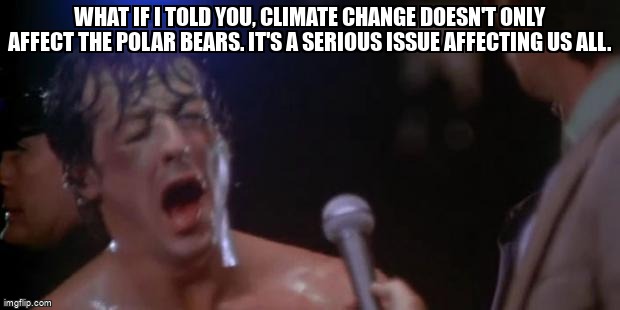 WHAT IF I TOLD YOU, CLIMATE CHANGE DOESN'T ONLY
AFFECT THE POLAR BEARS. IT'S A SERIOUS ISSUE AFFECTING US ALL.
imgflip.com